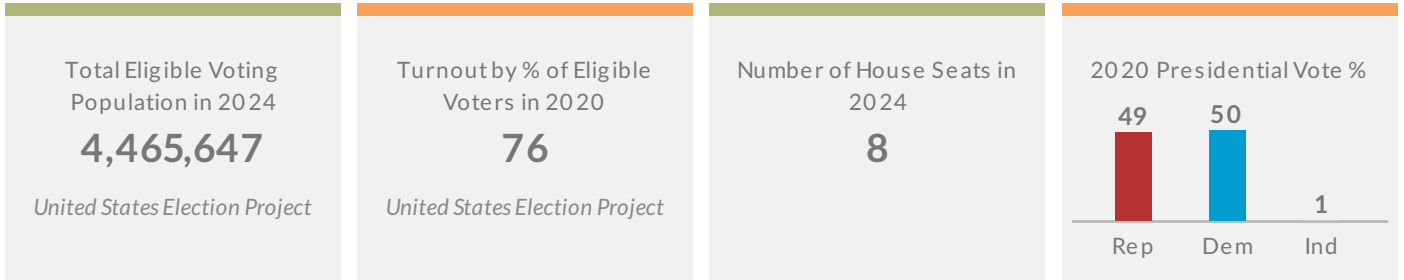 Total Eligible Voting
Population in 2024
4,465,647
United States Election Project
Turnout by % of Eligible
Voters in 2020
76
United States Election Project
Number of House Seats in
2024
8
2020 Presidential Vote %
49
50
1
Rep
Dem
Ind